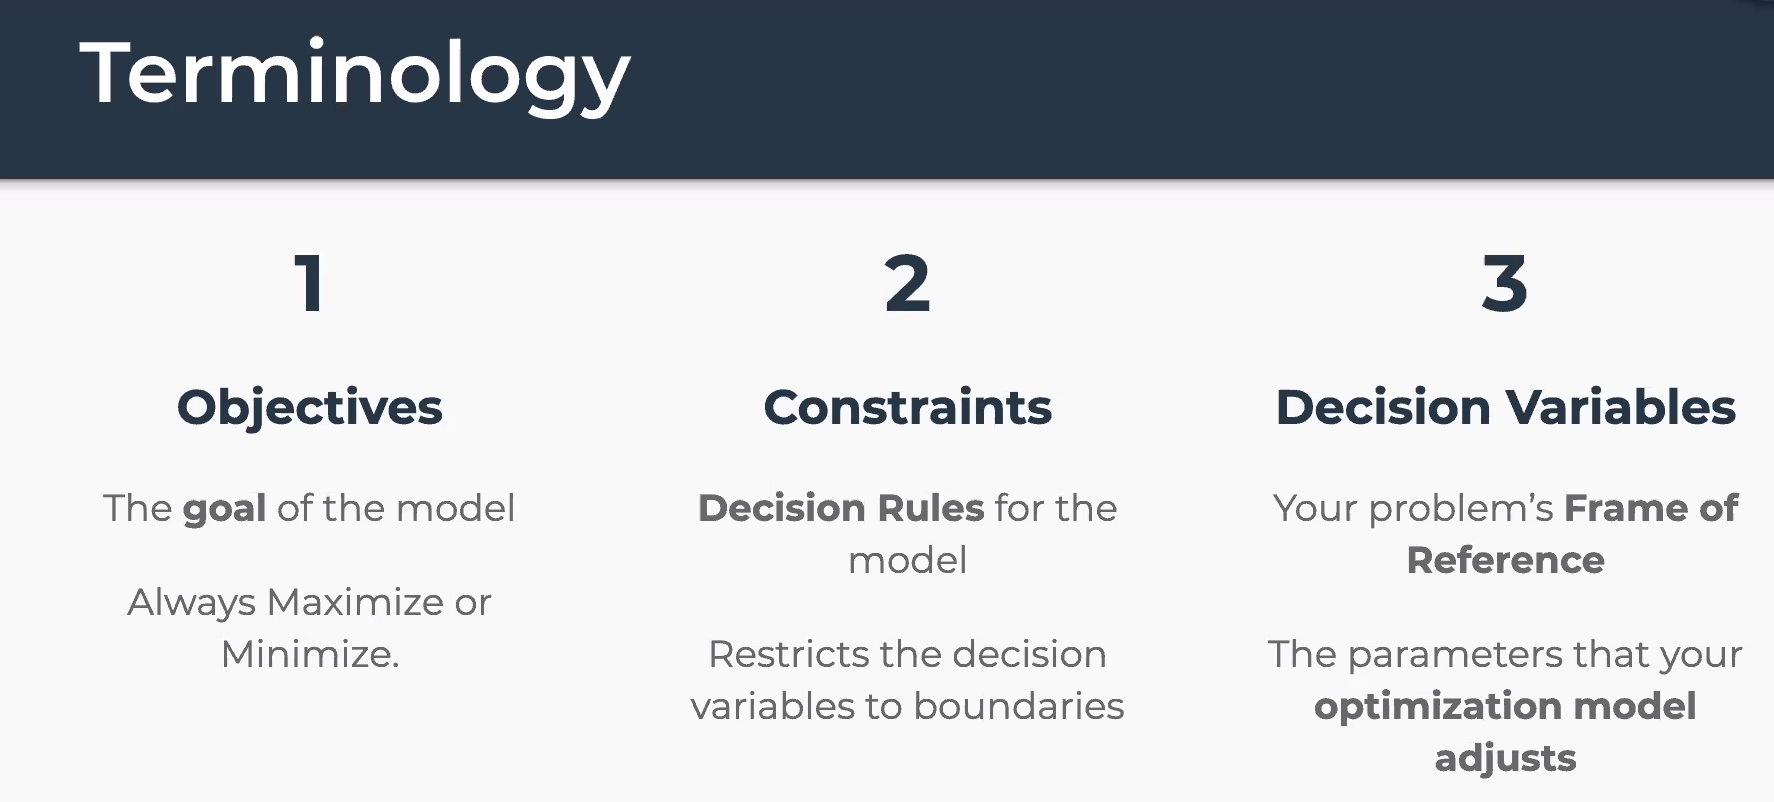 Terminology
1
Objectives
The goal of the model
Always Maximize or
Minimize.
2
Constraints
Decision Rules for the
model
Restricts the decision
variables to boundaries
3
Decision Variables
Your problem’s Frame of
Reference
The parameters that your
optimization model
adjusts